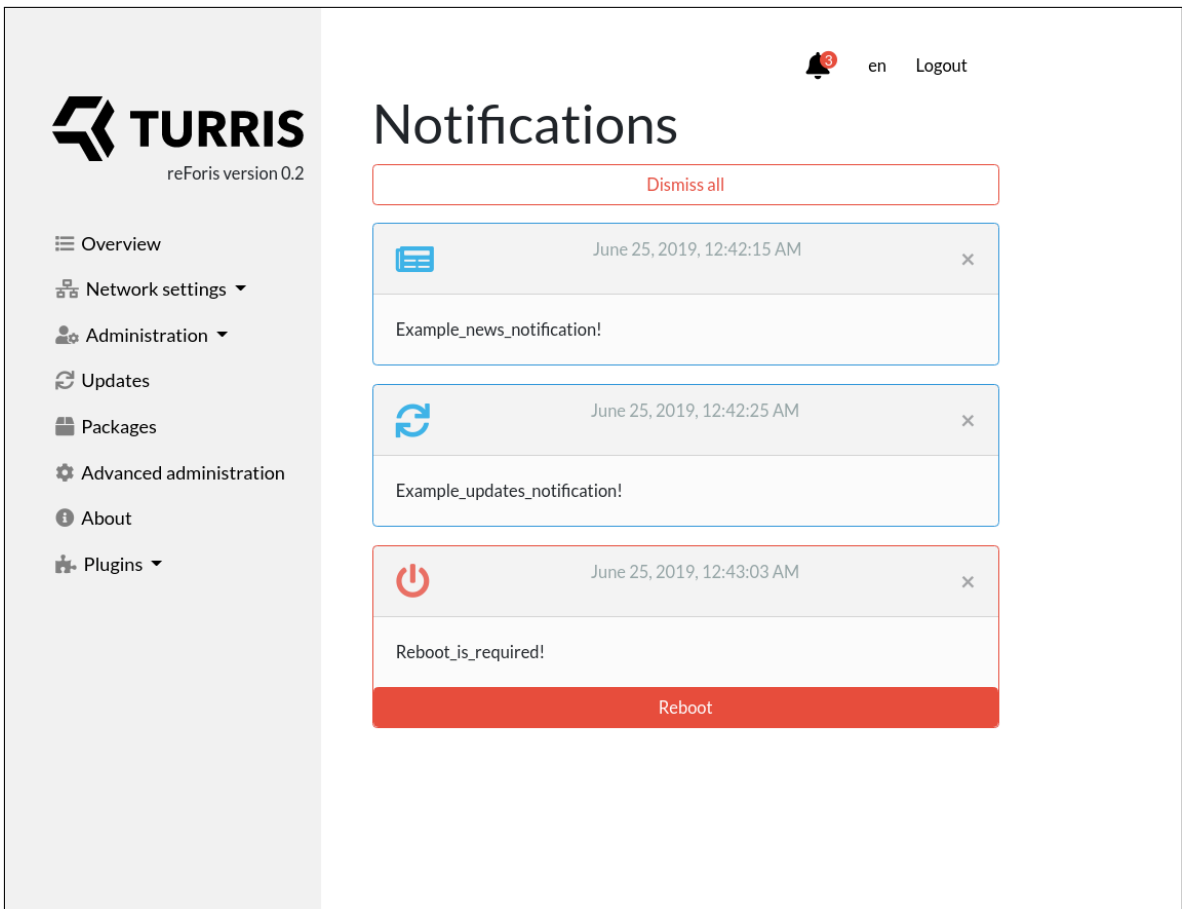 3 en Logout
TURRIS
reForis version 0.2
Overview
Network settings
Administration
Updates
Packages
Advanced administration
About
Plugins
Notifications
Dismiss all
June 25, 2019, 12:42:15 AM
×
Example_news_notification!
June 25, 2019, 12:42:25 AM
×
Example_updates_notification!
June 25, 2019, 12:43:03 AM
×
Reboot_is_required!
Reboot